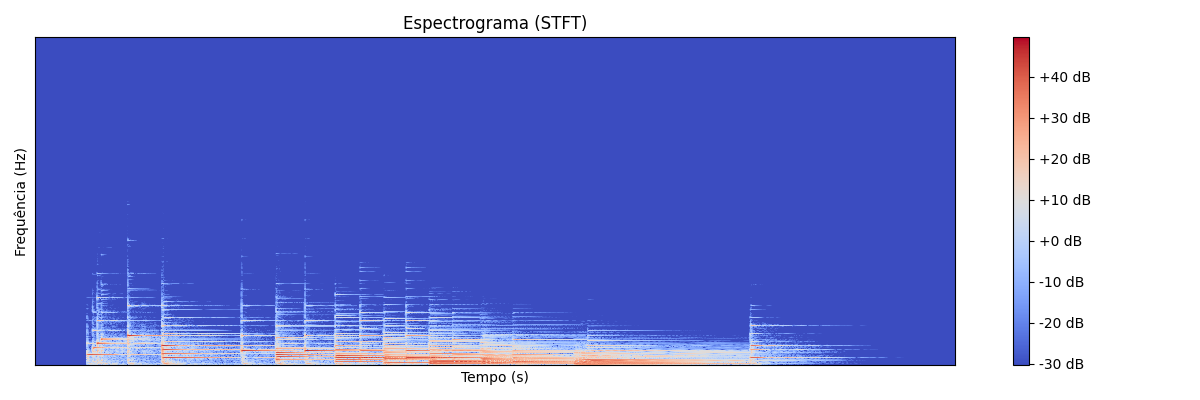 Espectrograma (STFT)
Frequência (Hz)
Tempo (s)
+40 dB
+30 dB
+20 dB
+10 dB
+0 dB
-10 dB
-20 dB
-30 dB